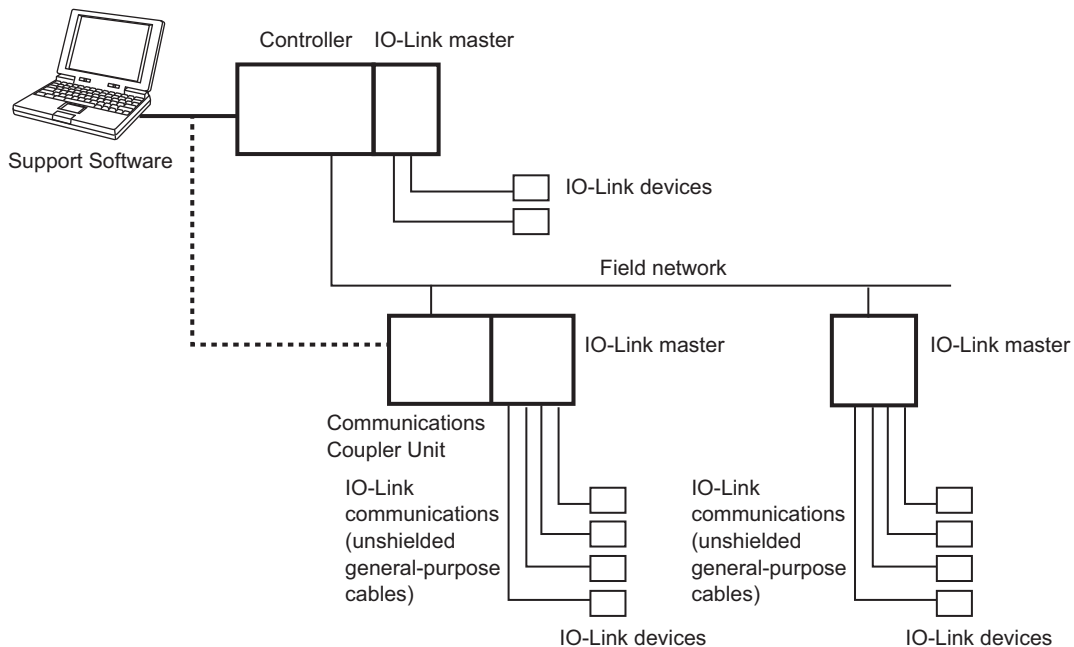 Controller
IO-Link master
Support Software
IO-Link devices
Field network
IO-Link master
IO-Link master
Communications
Coupler Unit
IO-Link
communications
(unshielded
general-purpose
cables)
IO-Link
communications
(unshielded
general-purpose
cables)
IO-Link devices
IO-Link devices